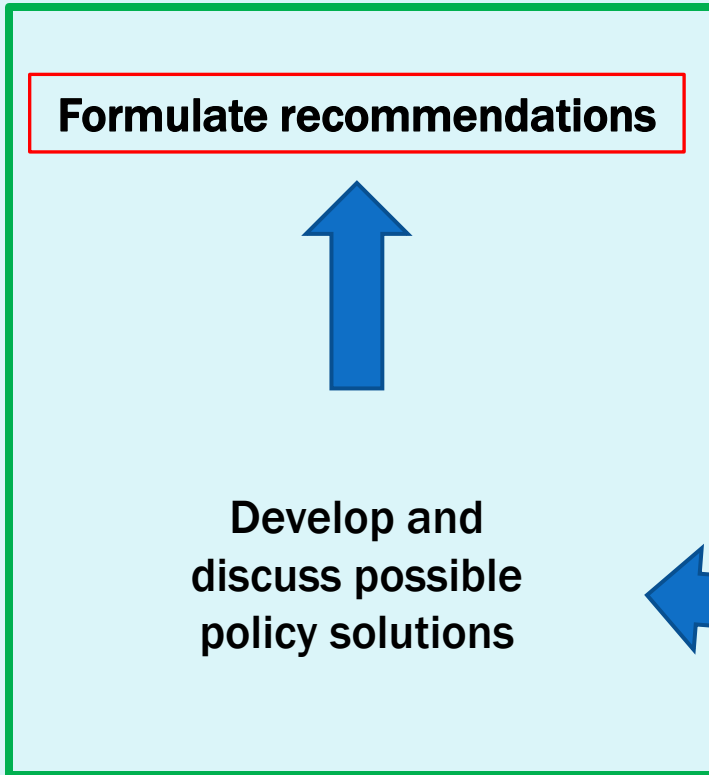 Formulate recommendations
Develop and
discuss possible
policy solutions